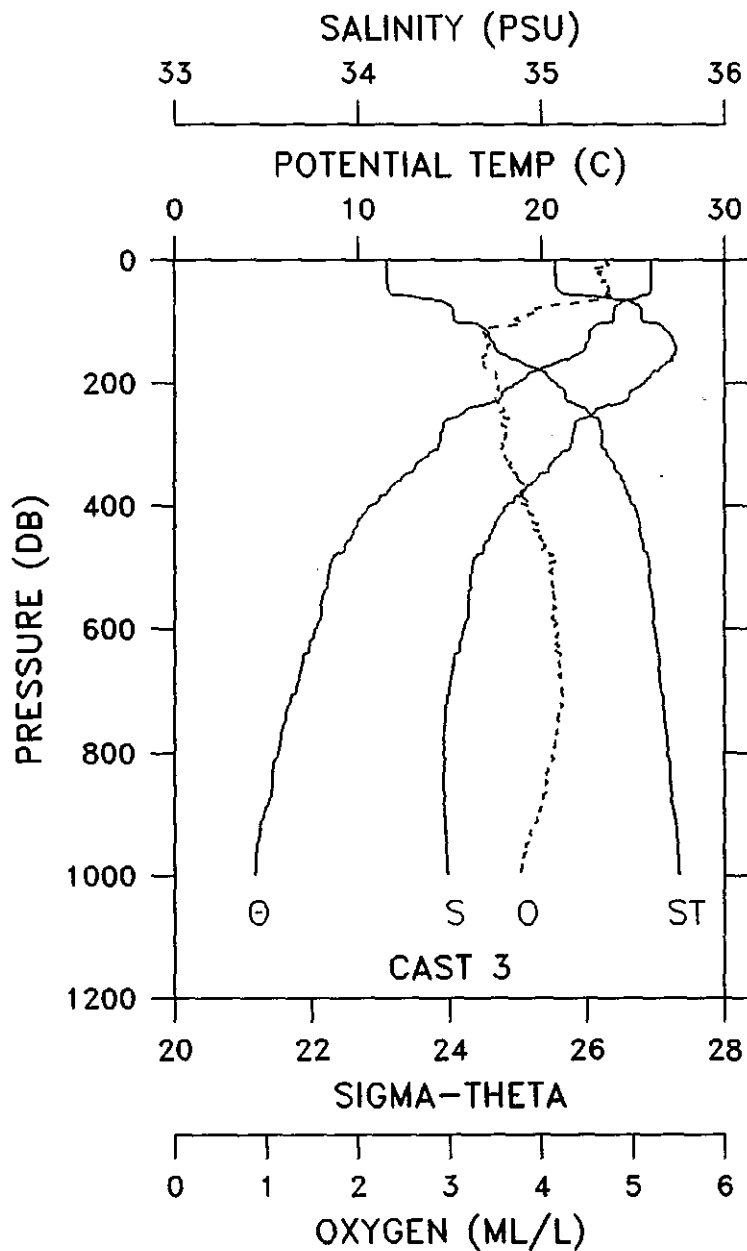 SALINITY (PSU)
33 34 35 36
POTENTIAL TEMP (C)
0 10 20 30
0
200
400
600
800
1000
1200
PRESSURE (DB)
Θ S O ST
CAST 3
20 22 24 26 28
SIGMA-THETA
0 1 2 3 4 5 6
OXYGEN (ML/L)